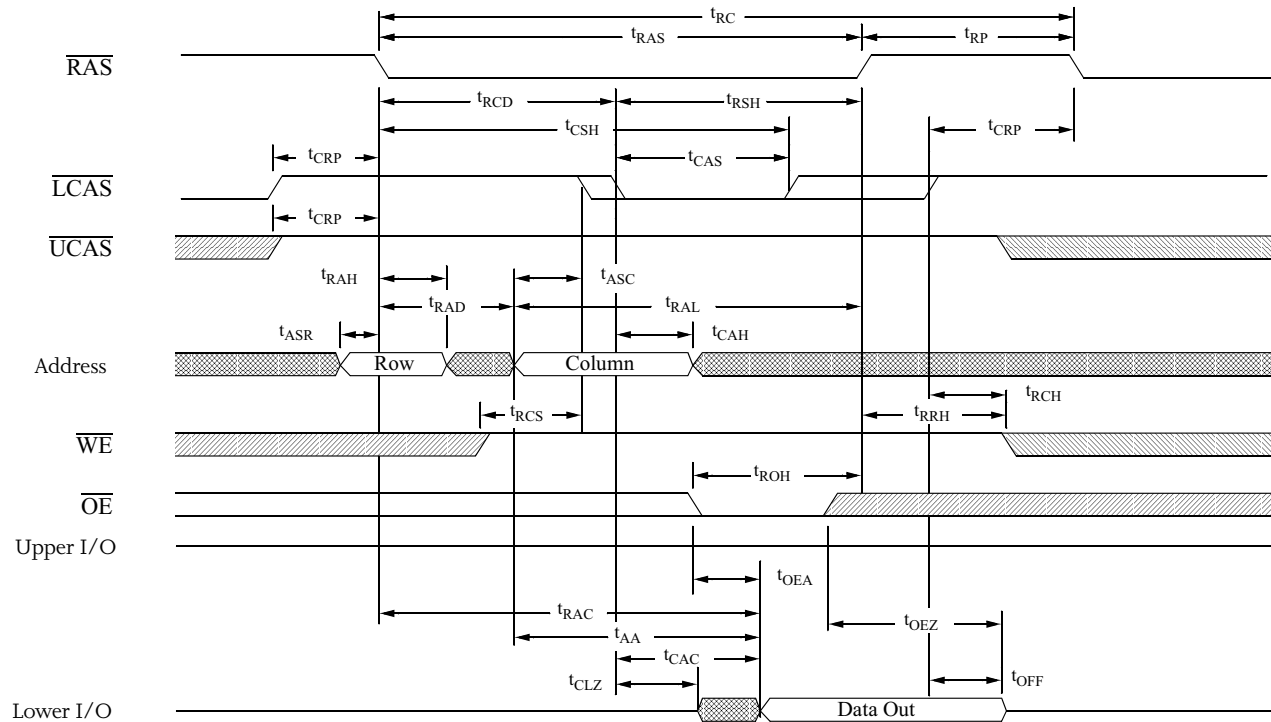 tRC
tRAS
tRP
RAS
tRCD
tRSH
tCSH
tCRP
tCRP
tCAS
LCAS
tCRP
UCAS
tRAH
tASC
tRAD
tRAL
tASR
tCAH
Address
Row
Column
tRCH
tRCS
tRRH
WE
tROH
OE
Upper I/O
tOEA
tRAC
tOEZ
tAA
tCAC
tCLZ
tOFF
Lower I/O
Data Out